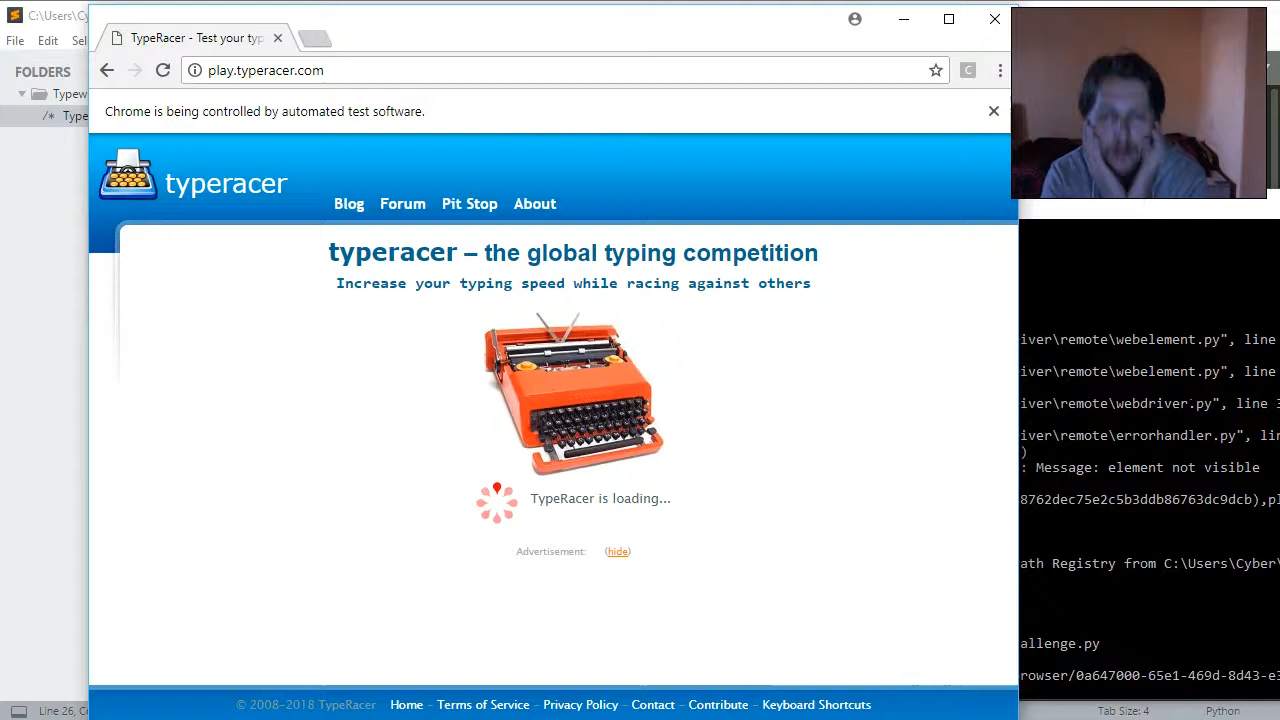 C:\Users\Cy
File Edit Sel
FOLDERS
Typew
/* Type
TypeRacer - Test your typ
play.typeracer.com
C
Chrome is being controlled by automated test software.
typeracer
Blog Forum Pit Stop About
typeracer – the global typing competition
Increase your typing speed while racing against others
TypeRacer is loading...
Advertisement: (hide)
© 2008-2018 TypeRacer Home – Terms of Service – Privacy Policy – Contact – Contribute – Keyboard Shortcuts
iver\remote\webelement.py", line
iver\remote\webelement.py", line
iver\remote\webdriver.py", line 3
iver\remote\errorhandler.py", lin
)
: Message: element not visible
8762dec75e2c5b3ddb86763dc9dcb),pl
ath Registry from C:\Users\Cyber\
allenge.py
rowser/0a647000-65e1-469d-8d43-e3
Line 26, C
Tab Size: 4 Python